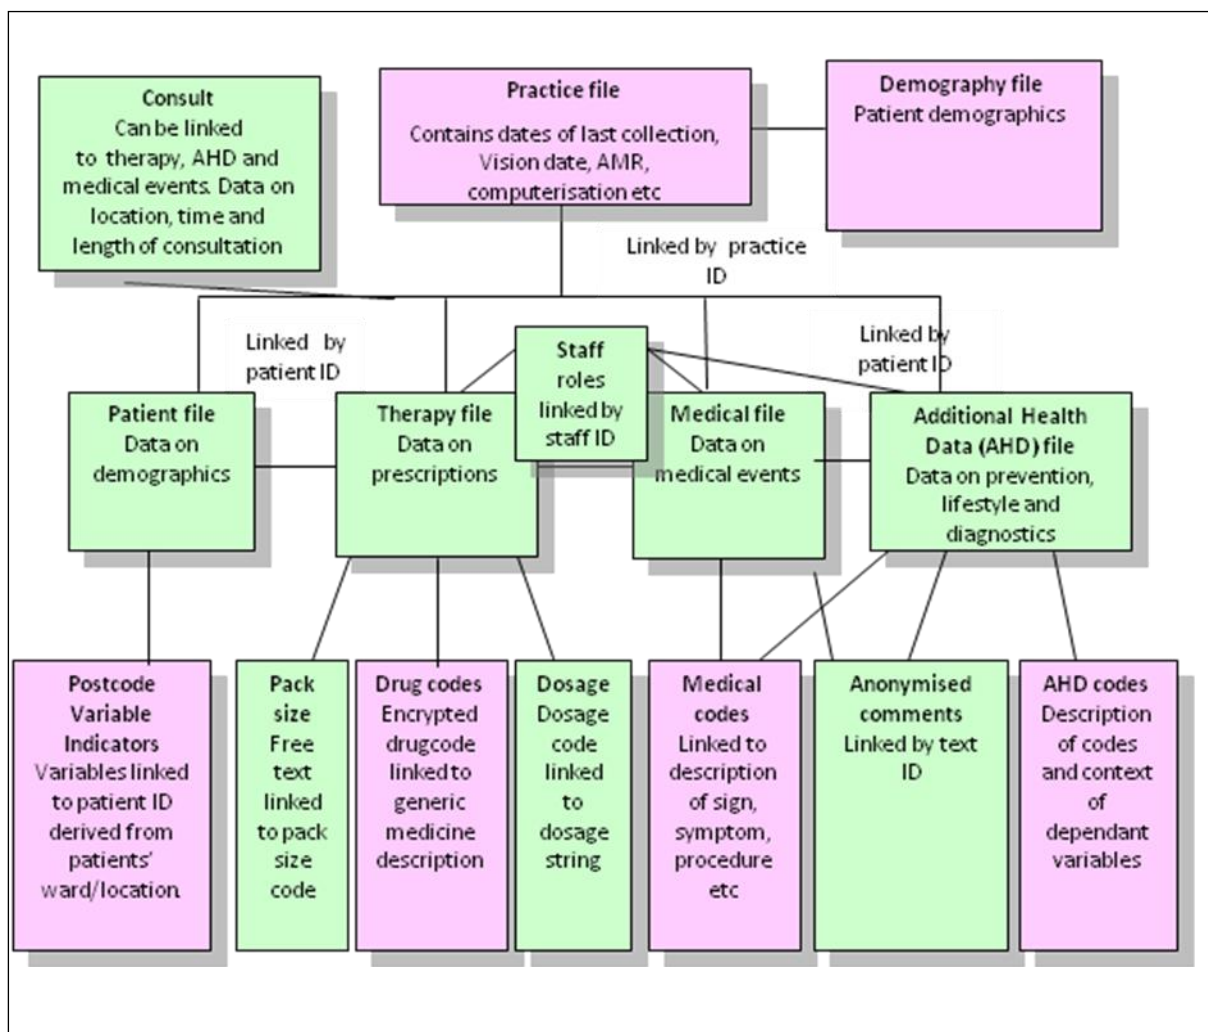 Consult
Can be linked
to therapy, AHD and
medical events. Data on
location, time and
length of consultation
Practice file
Contains dates of last collection,
Vision date, AMR,
computerisation etc
Demography file
Patient demographics
Linked by practice
ID
Linked by
patient ID
Staff
roles
linked by
staff ID
Linked by
patient ID
Patient file
Data on
demographics
Therapy file
Data on
prescriptions
Medical file
Data on
medical events
Additional Health
Data (AHD) file
Data on prevention,
lifestyle and
diagnostics
Postcode
Variable
Indicators
Variables linked
to patient ID
derived from
patients'
ward/location.
Pack
size
Free
text
linked
to pack
size
code
Drug codes
Encrypted
drugcode
linked to
generic
medicine
description
Dosage
Dosage
code
linked
to
dosage
string
Medical
codes
Linked to
description
of sign,
symptom,
procedure
etc
Anonymised
comments
Linked by text
ID
AHD codes
Description
of codes
and context
of
dependant
variables